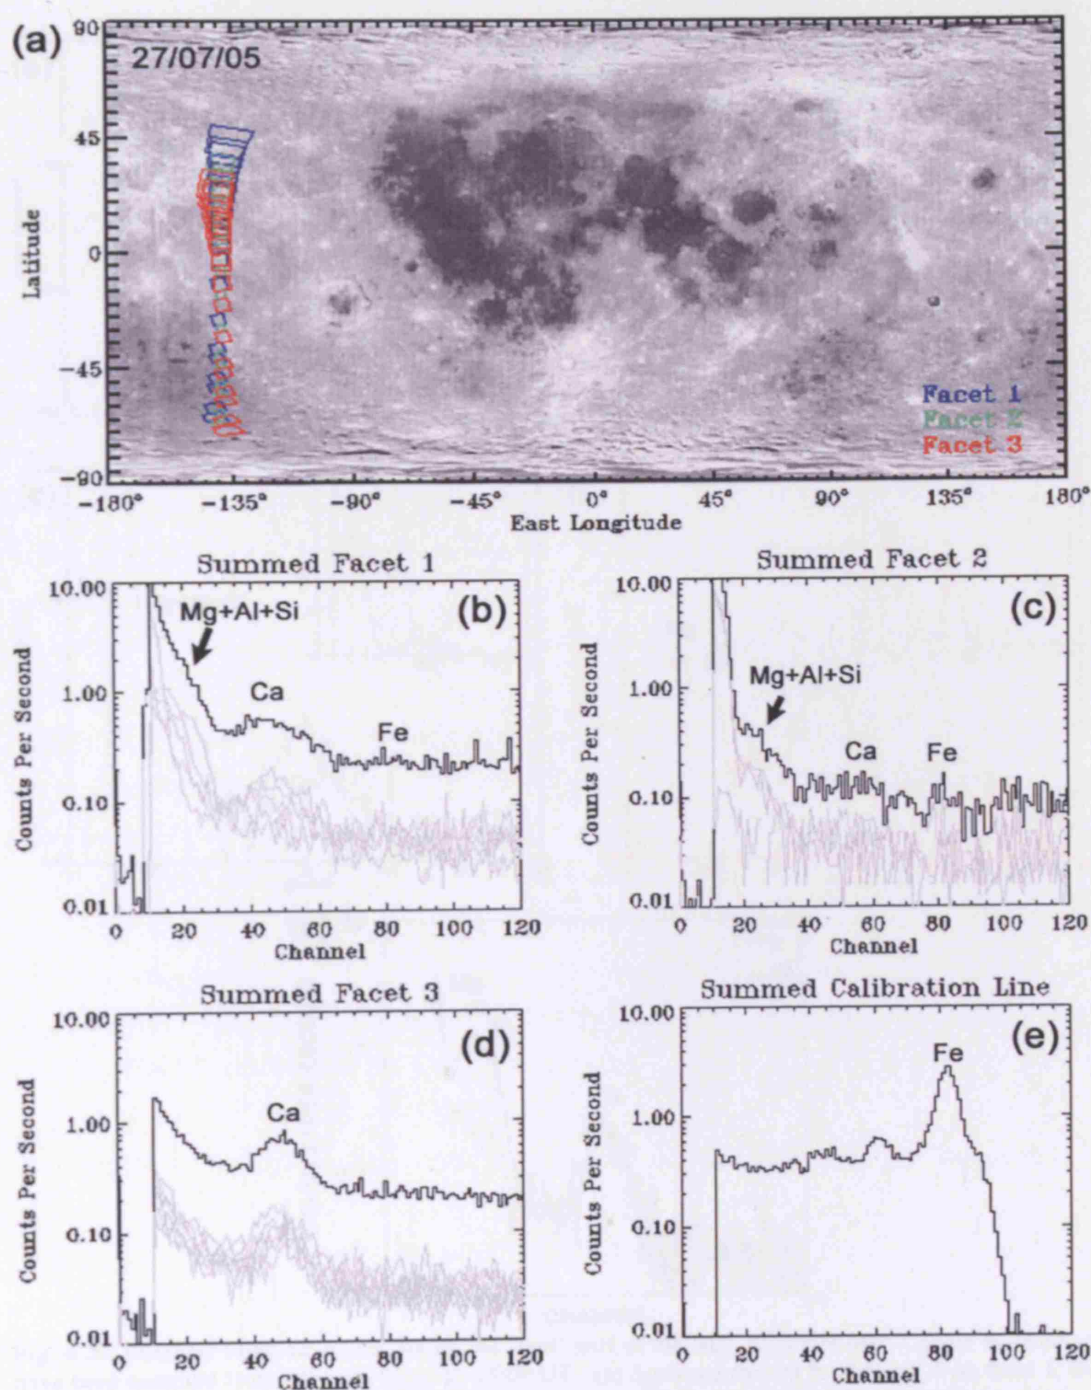 (a)
27/07/05
90
45
0
−45
−90
Latitude
Facet 1
Facet 2
Facet 3
−180° −135° −90° −45° 0° 45° 90° 135° 180°
East Longitude
Summed Facet 1
(b)
Mg+Al+Si
Ca
Fe
10.00
1.00
0.10
0.01
Counts Per Second
0 20 40 60 80 100 120
Channel
Summed Facet 2
(c)
Mg+Al+Si
Ca
Fe
10.00
1.00
0.10
0.01
Counts Per Second
0 20 40 60 80 100 120
Channel
Summed Facet 3
(d)
Ca
10.00
1.00
0.10
0.01
Counts Per Second
0 20 40 60 80 100 120
Channel
Summed Calibration Line
(e)
Fe
10.00
1.00
0.10
0.01
Counts Per Second
0 20 40 60 80 100 120
Channel